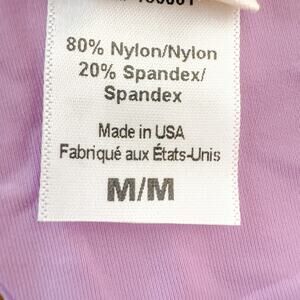 80% Nylon/Nylon
20% Spandex/
Spandex
Made in USA
Fabriqué aux États-Unis
M/M